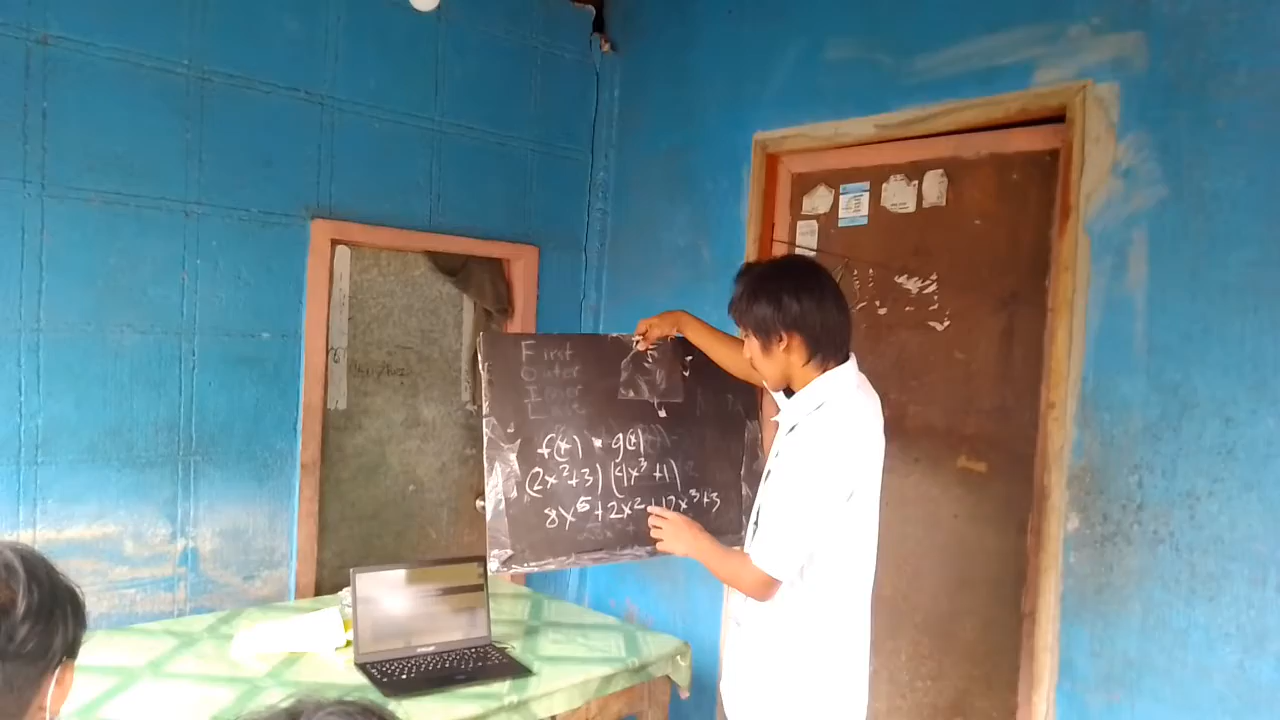 First
Outer
Inner
Last
f(x) • g(x)
(2x²+3) (4x³+1)
8x⁵+2x²+12x³+3